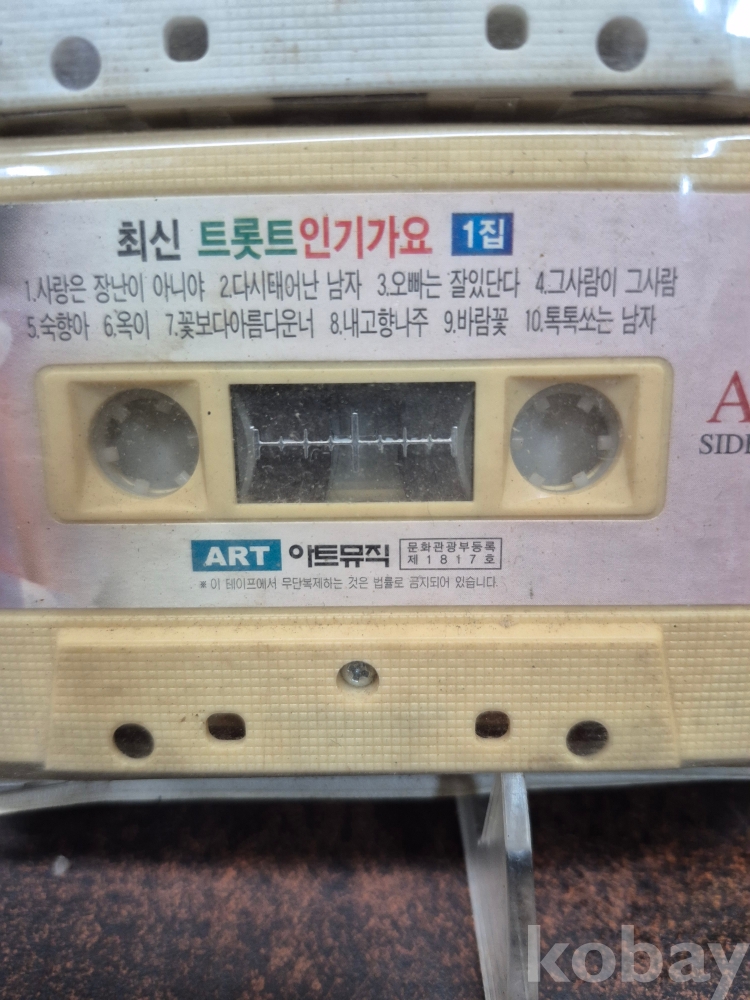 최신 트롯트인기가요 1집
1.사랑은 장난이 아니야 2.다시태어난 남자 3.오빠는 잘있단다 4.그사람이 그사람
5.숙향아 6.옥이 7.꽃보다아름다운너 8.내고향나주 9.바람꽃 10.톡톡쏘는 남자
A
SIDE
ART 아트뮤직 문화관광부등록
제1817호
※이 테이프에서 무단복제하는 것은 법률로 금지되어 있습니다.
kobay